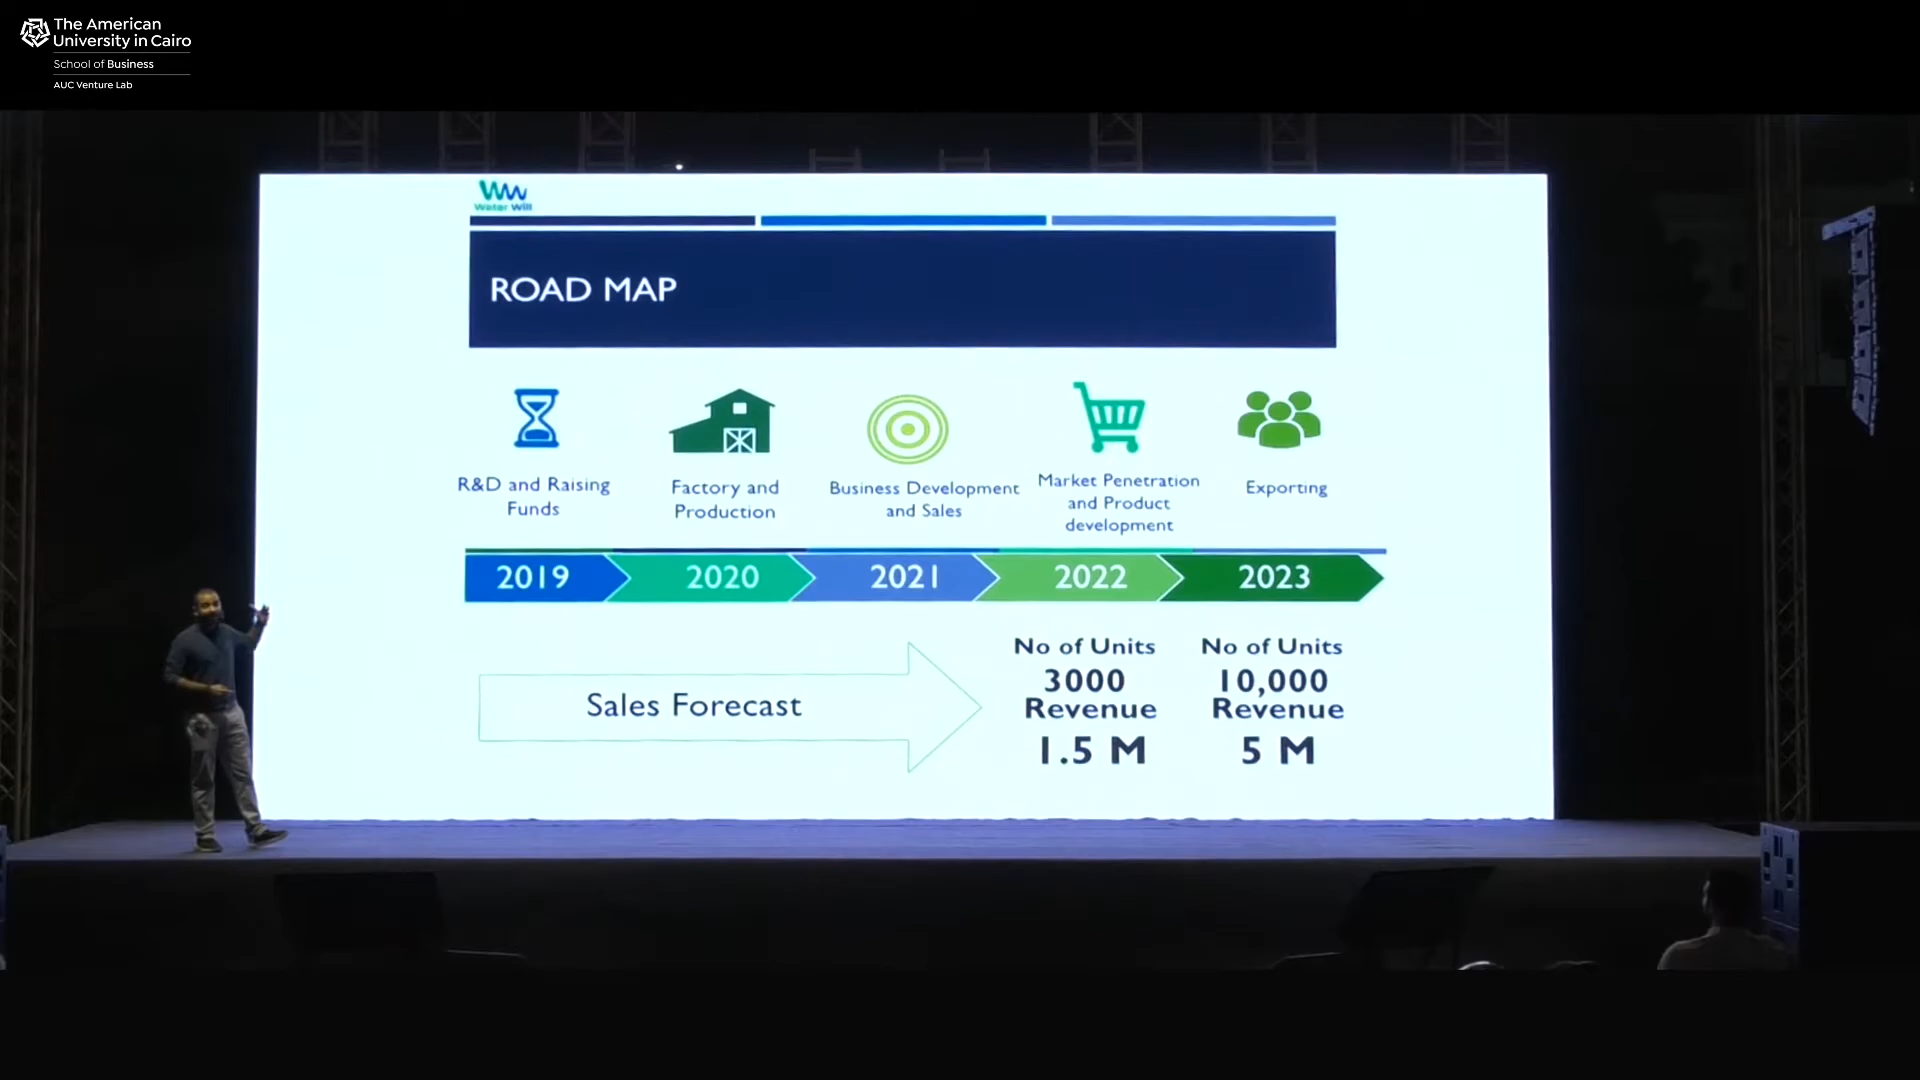 The American
University in Cairo
School of Business
AUC Venture Lab
Water Will
ROAD MAP
R&D and Raising
Funds
Factory and
Production
Business Development
and Sales
Market Penetration
and Product
development
Exporting
2019
2020
2021
2022
2023
Sales Forecast
No of Units
3000
Revenue
1.5 M
No of Units
10,000
Revenue
5 M